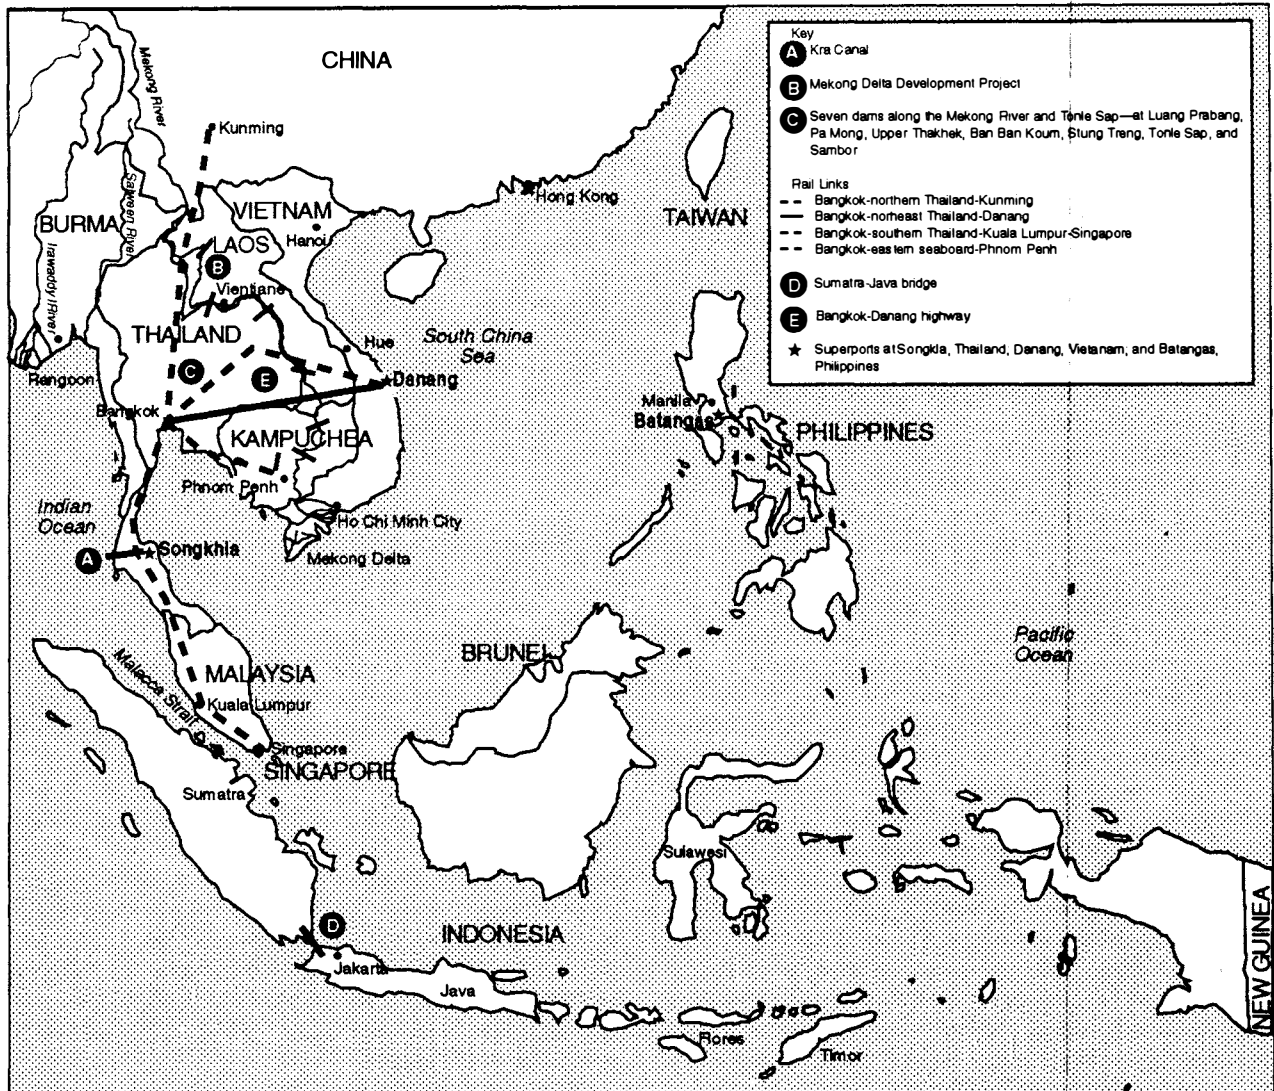 Key
A Kra Canal
B Mekong Delta Development Project
C Seven dams along the Mekong River and Tonle Sap—at Luang Prabang,
Pa Mong, Upper Thakhek, Ban Ban Koum, Stung Treng, Tonle Sap, and
Sambor
Rail Links
Bangkok-northern Thailand-Kunming
Bangkok-norheast Thailand-Danang
Bangkok-southern Thailand-Kuala Lumpur-Singapore
Bangkok-eastern seaboard-Phnom Penh
D Sumatra-Java bridge
E Bangkok-Danang highway
★ Superports at Songkla, Thailand, Danang, Vietanam; and Batangas,
Philippines
CHINA
Mekong River
Kunming
Hong Kong
TAIWAN
BURMA
Salween River
Irrawaddy River
VIETNAM
Hanoi
LAOS
B
Vientiane
THAILAND
Hue
South China
Sea
C
E
Danang
Rangoon
Bangkok
KAMPUCHEA
Manila
Batangas
PHILIPPINES
Phnom Penh
Indian
Ocean
Ho Chi Minh City
Mekong Delta
A
Songkhla
Pacific
Ocean
BRUNEI
Malacca Strait
MALAYSIA
Kuala Lumpur
Singapore
SINGAPORE
Sumatra
Sulawesi
D
INDONESIA
Jakarta
Java
Flores
Timor
NEW GUINEA